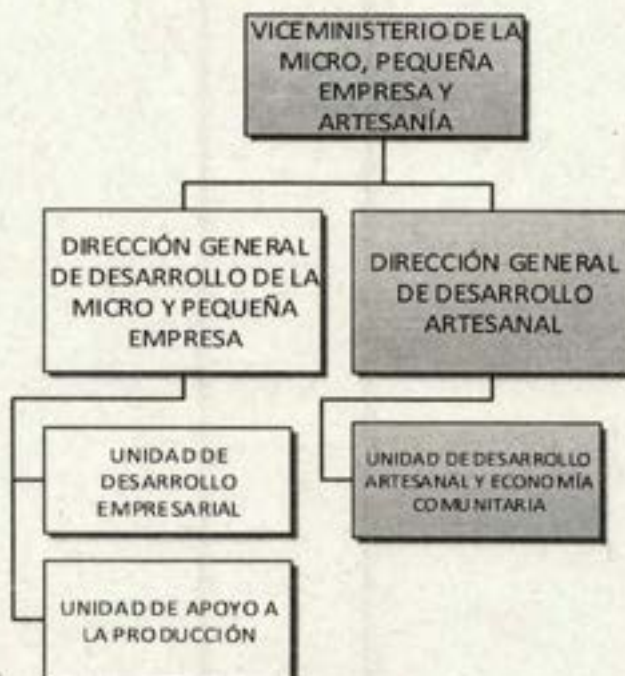 VICEMINISTERIO DE LA
MICRO, PEQUEÑA
EMPRESA Y
ARTESANÍA
DIRECCIÓN GENERAL
DE DESARROLLO DE LA
MICRO Y PEQUEÑA
EMPRESA
DIRECCIÓN GENERAL
DE DESARROLLO
ARTESANAL
UNIDAD DE
DESARROLLO
EMPRESARIAL
UNIDAD DE DESARROLLO
ARTESANAL Y ECONOMÍA
COMUNITARIA
UNIDAD DE APOYO A
LA PRODUCCIÓN